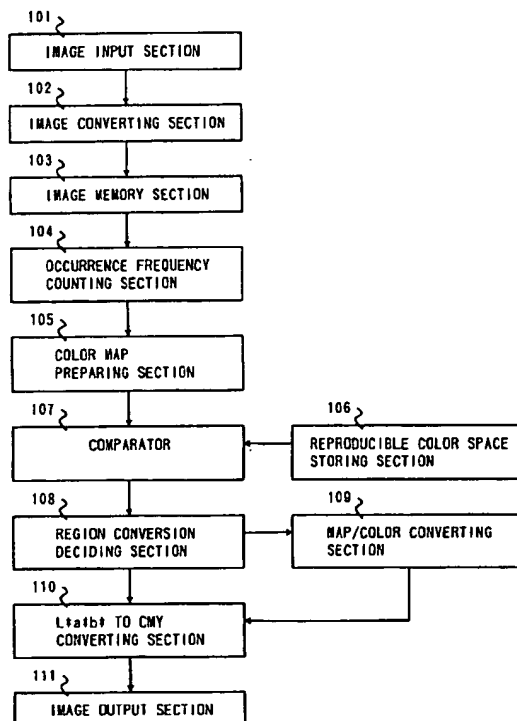 101
IMAGE INPUT SECTION
102
IMAGE CONVERTING SECTION
103
IMAGE MEMORY SECTION
104
OCCURRENCE FREQUENCY
COUNTING SECTION
105
COLOR MAP
PREPARING SECTION
107
COMPARATOR
106
REPRODUCIBLE COLOR SPACE
STORING SECTION
108
REGION CONVERSION
DECIDING SECTION
109
MAP/COLOR CONVERTING
SECTION
110
L*a*b* TO CMY
CONVERTING SECTION
111
IMAGE OUTPUT SECTION